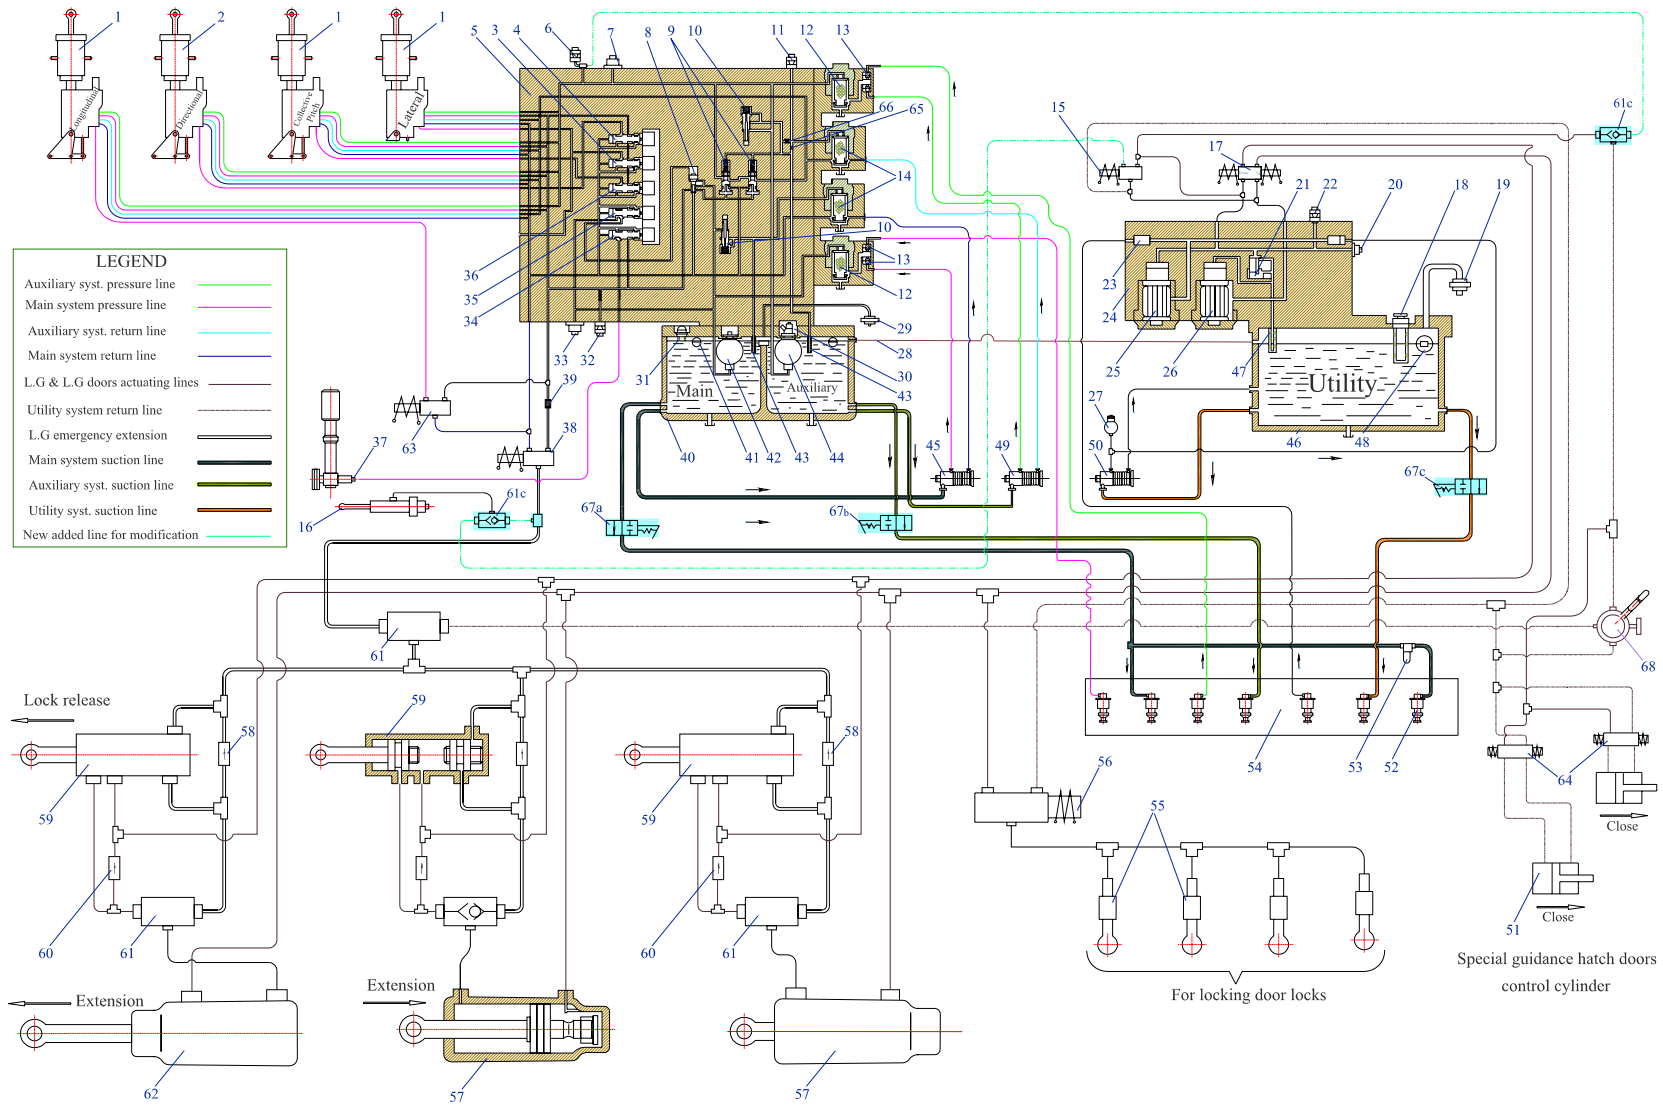 1
2
1
1
5
3
4
6
7
8
9
10
11
12
13
66
65
14
10
13
12
15
17
21
22
20
18
19
61c
Longitudinal
Directional
Collective
Pitch
Lateral
LEGEND
Auxiliary syst. pressure line
Main system pressure line
Auxiliary syst. return line
Main system return line
L.G & L.G doors actuating lines
Utility system return line
L.G emergency extension
Main system suction line
Auxiliary syst. suction line
Utility syst. suction line
New added line for modification
36
35
34
33
32
31
29
28
30
43
Main
Auxiliary
40
41
42
43
44
23
24
25
26
47
Utility
46
48
27
50
45
49
39
63
38
37
16
61c
67a
67b
67c
61
Lock release
59
58
59
59
58
60
61
60
61
Extension
Extension
62
57
57
54
53
52
56
55
For locking door locks
68
64
Close
51
Close
Special guidance hatch doors
control cylinder